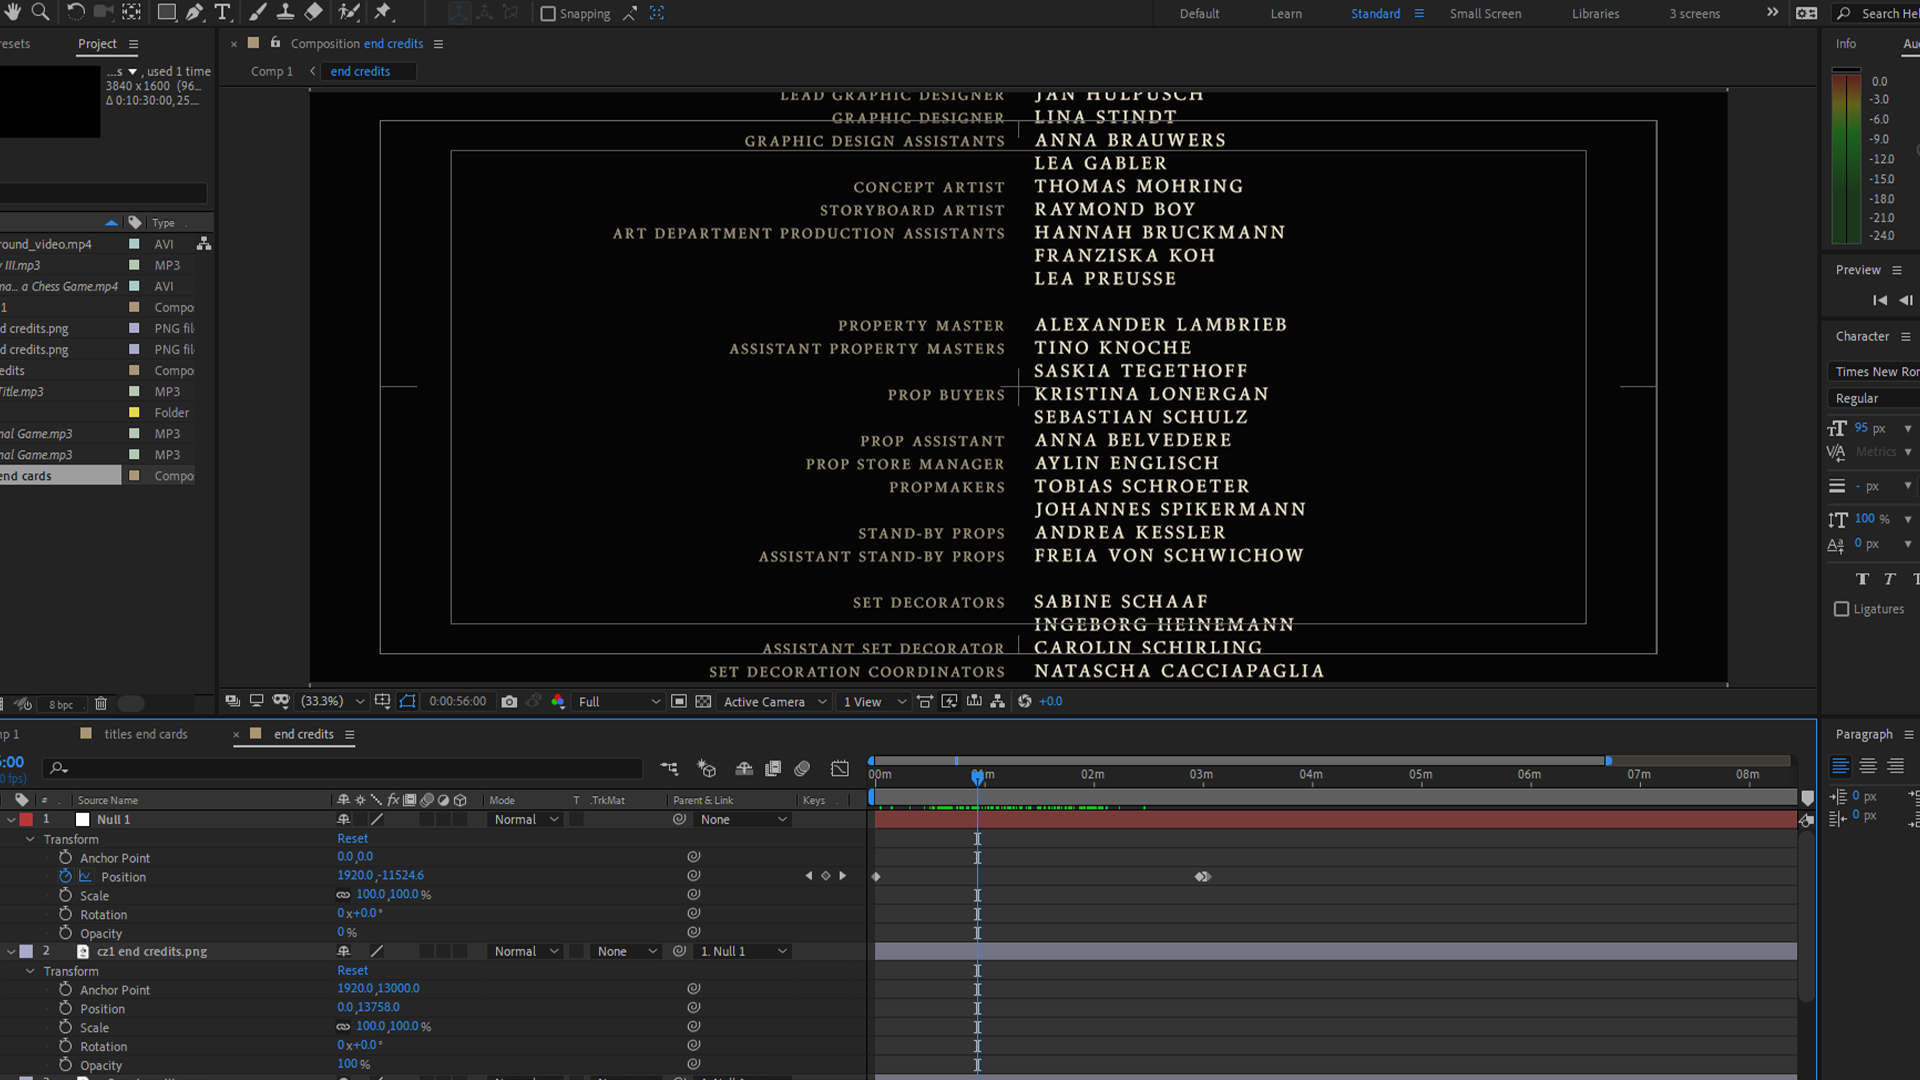 Snapping
Default
Learn
Standard
Small Screen
Libraries
3 screens
Search Hel
esets
Project
Composition end credits
Info
Au
...s , used 1 time
3840 x 1600 (96...
Δ 0:10:30:00, 25....
Comp 1
end credits
0.0
-3.0
-6.0
-9.0
-12.0
-15.0
-18.0
-21.0
-24.0
Type
round_video.mp4 AVI
y III.mp3 MP3
ma... a Chess Game.mp4 AVI
1 Compo
d credits.png PNG fil
d credits.png PNG fil
edits Compo
Title.mp3 MP3
Folder
nal Game.mp3 MP3
nal Game.mp3 MP3
end cards Compo
LEAD GRAPHIC DESIGNER JAN HÜLPÜSCH
GRAPHIC DESIGNER LINA STINDT
GRAPHIC DESIGN ASSISTANTS ANNA BRAUWERS
LEA GABLER
CONCEPT ARTIST THOMAS MOHRING
STORYBOARD ARTIST RAYMOND BOY
ART DEPARTMENT PRODUCTION ASSISTANTS HANNAH BRUCKMANN
FRANZISKA KOH
LEA PREUSSE
PROPERTY MASTER ALEXANDER LAMBRIEB
ASSISTANT PROPERTY MASTERS TINO KNOCHE
SASKIA TEGETHOFF
PROP BUYERS KRISTINA LONERGAN
SEBASTIAN SCHULZ
PROP ASSISTANT ANNA BELVEDERE
PROP STORE MANAGER AYLIN ENGLISCH
PROPMAKERS TOBIAS SCHROETER
JOHANNES SPIKERMANN
STAND-BY PROPS ANDREA KESSLER
ASSISTANT STAND-BY PROPS FREIA VON SCHWICHOW
SET DECORATORS SABINE SCHAAF
INGEBORG HEINEMANN
ASSISTANT SET DECORATOR CAROLIN SCHIRLING
SET DECORATION COORDINATORS NATASCHA CACCIAPAGLIA
Preview
Character
Times New Ron
Regular
95 px
Metrics
- px
100 %
0 px
T T T
Ligatures
8 bpc
(33.3%)
0:00:56:00
Full
Active Camera
1 View
+0.0
mp 1
titles end cards
end credits
Paragraph
0 px
0 px
6:00
0 fps)
00m 01m 02m 03m 04m 05m 06m 07m 08m
# Source Name
fx
Mode T .TrkMat Parent & Link Keys
1 Null 1 Normal None
Transform Reset
Anchor Point 0.0,0.0
Position 1920.0,-11524.6
Scale 100.0,100.0 %
Rotation 0 x+0.0 °
Opacity 0 %
2 cz1 end credits.png Normal None 1. Null 1
Transform Reset
Anchor Point 1920.0,13000.0
Position 0.0,13758.0
Scale 100.0,100.0 %
Rotation 0 x+0.0 °
Opacity 100 %